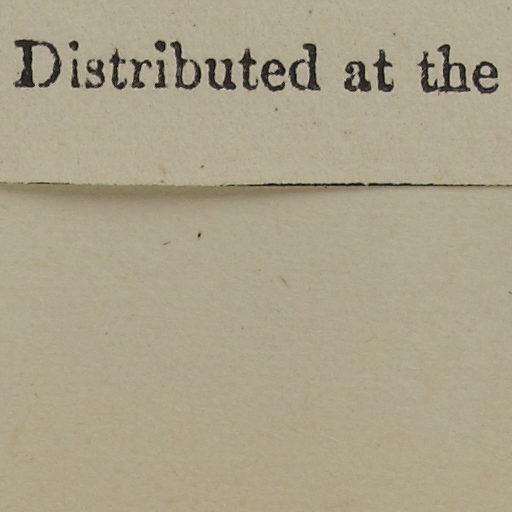 Distributed at the